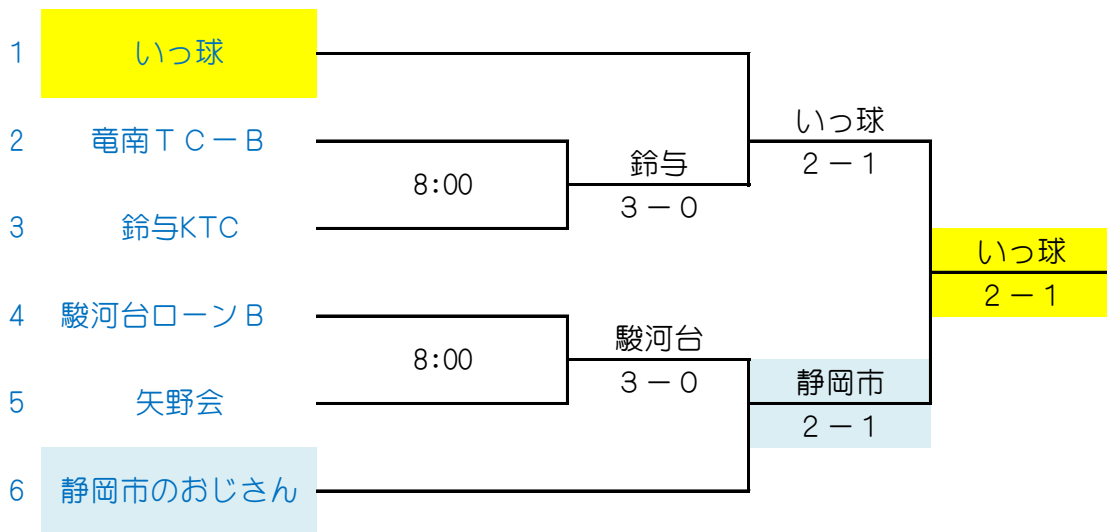 1 いっ球
2 竜南ＴＣ－Ｂ
3 鈴与KTC
4 駿河台ローンＢ
5 矢野会
6 静岡市のおじさん
8:00
8:00
鈴与
３－０
駿河台
３－０
いっ球
２－１
静岡市
２－１
いっ球
２－１